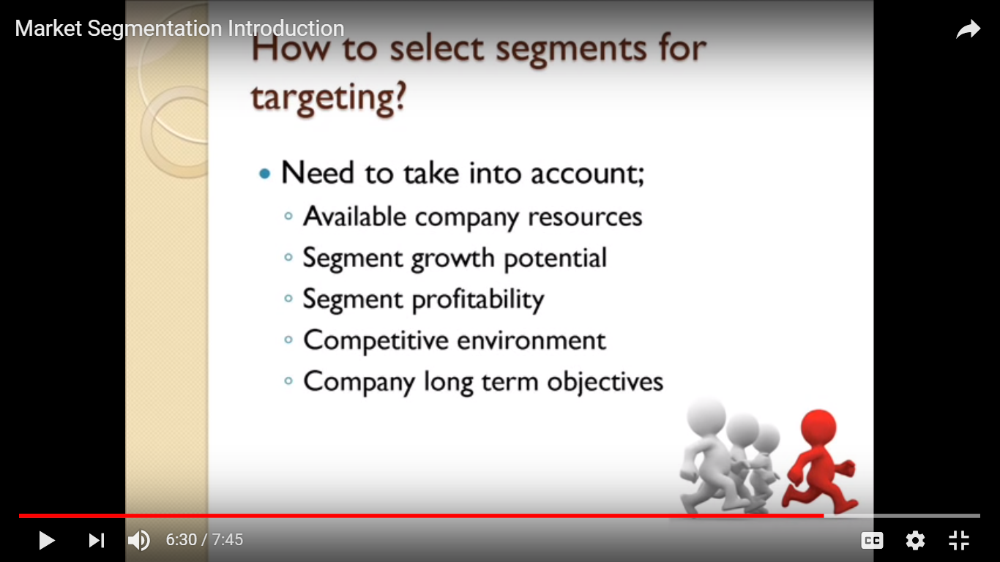 Market Segmentation Introduction
How to select segments for
targeting?
Need to take into account;
Available company resources
Segment growth potential
Segment profitability
Competitive environment
Company long term objectives
6:30 / 7:45
CC